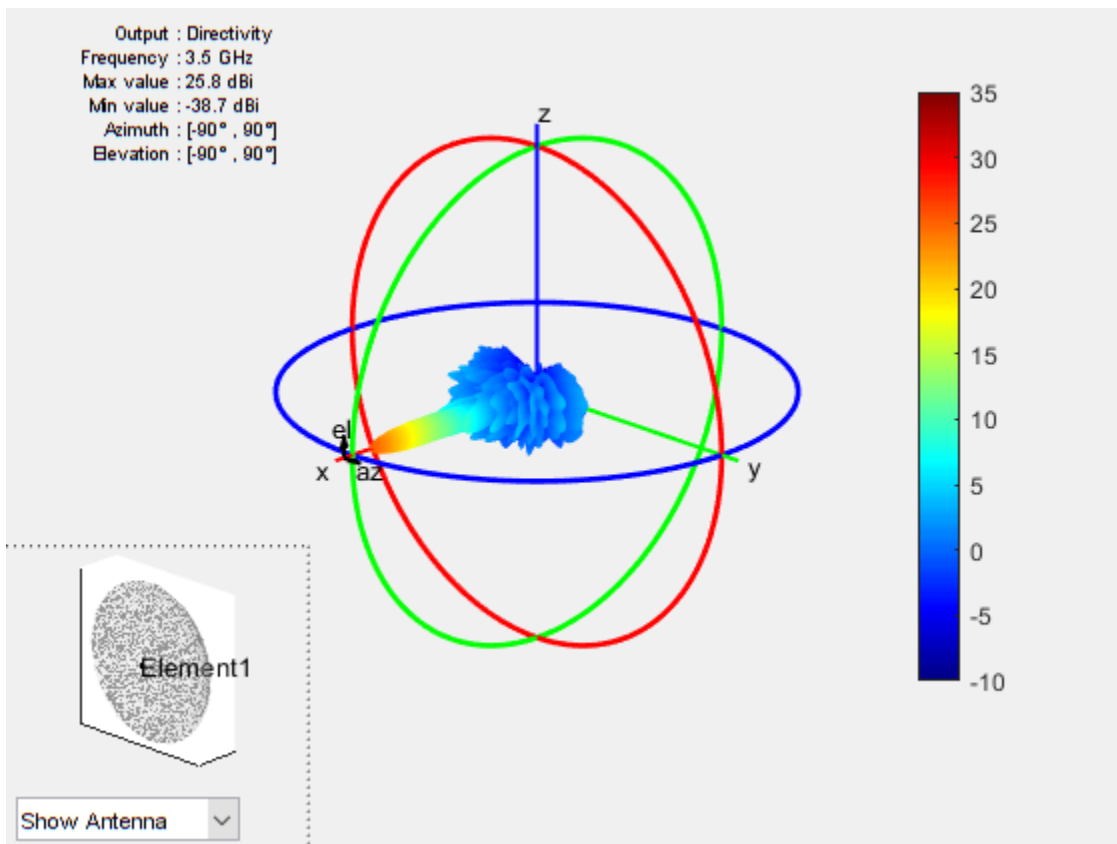 Output : Directivity
Frequency : 3.5 GHz
Max value : 25.8 dBi
Min value : -38.7 dBi
Azimuth : [-90° , 90°]
Elevation : [-90° , 90°]
z
el
x
az
y
35
30
25
20
15
10
5
0
-5
-10
Element1
Show Antenna